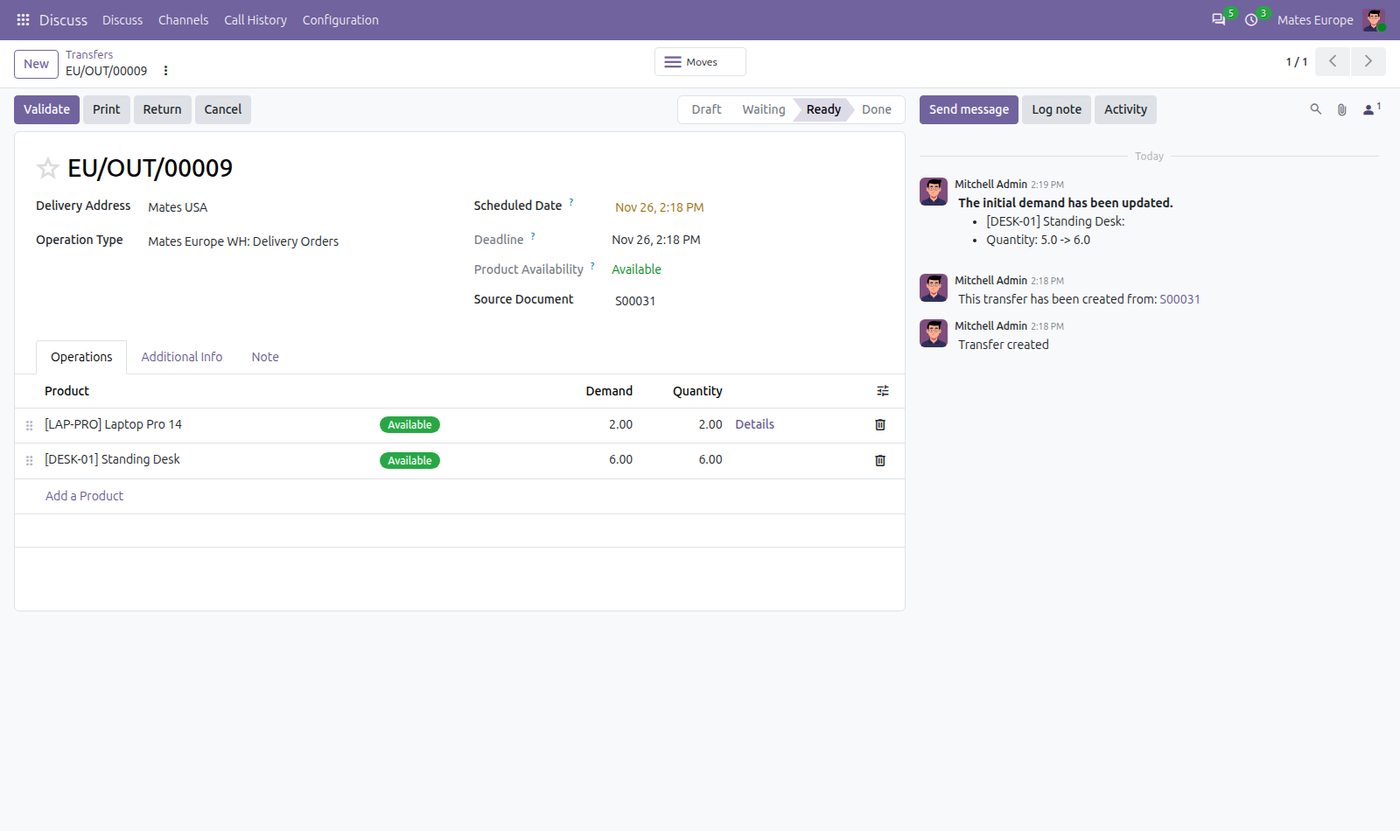 Discuss Discuss Channels Call History Configuration 5 3 Mates Europe
New Transfers
EU/OUT/00009
Moves
1 / 1
Validate Print Return Cancel Draft Waiting Ready Done
Send message Log note Activity 1
EU/OUT/00009
Delivery Address Mates USA
Operation Type Mates Europe WH: Delivery Orders
Scheduled Date ? Nov 26, 2:18 PM
Deadline ? Nov 26, 2:18 PM
Product Availability ? Available
Source Document S00031
Operations Additional Info Note
Product Demand Quantity
[LAP-PRO] Laptop Pro 14 Available 2.00 2.00 Details
[DESK-01] Standing Desk Available 6.00 6.00
Add a Product
Today
Mitchell Admin 2:19 PM
The initial demand has been updated.
• [DESK-01] Standing Desk:
• Quantity: 5.0 -> 6.0
Mitchell Admin 2:18 PM
This transfer has been created from: S00031
Mitchell Admin 2:18 PM
Transfer created